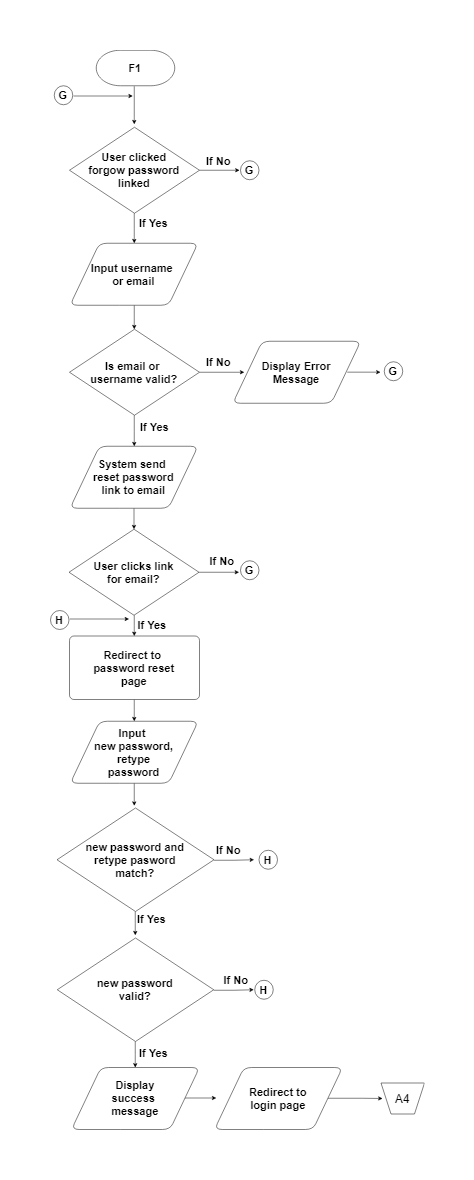 F1
G
User clicked
forgow password
linked
If No
G
If Yes
Input username
or email
Is email or
username valid?
If No
Display Error
Message
G
If Yes
System send
reset password
link to email
User clicks link
for email?
If No
G
H
If Yes
Redirect to
password reset
page
Input
new password,
retype
password
new password and
retype pasword
match?
If No
H
If Yes
new password
valid?
If No
H
If Yes
Display
success
message
Redirect to
login page
A4